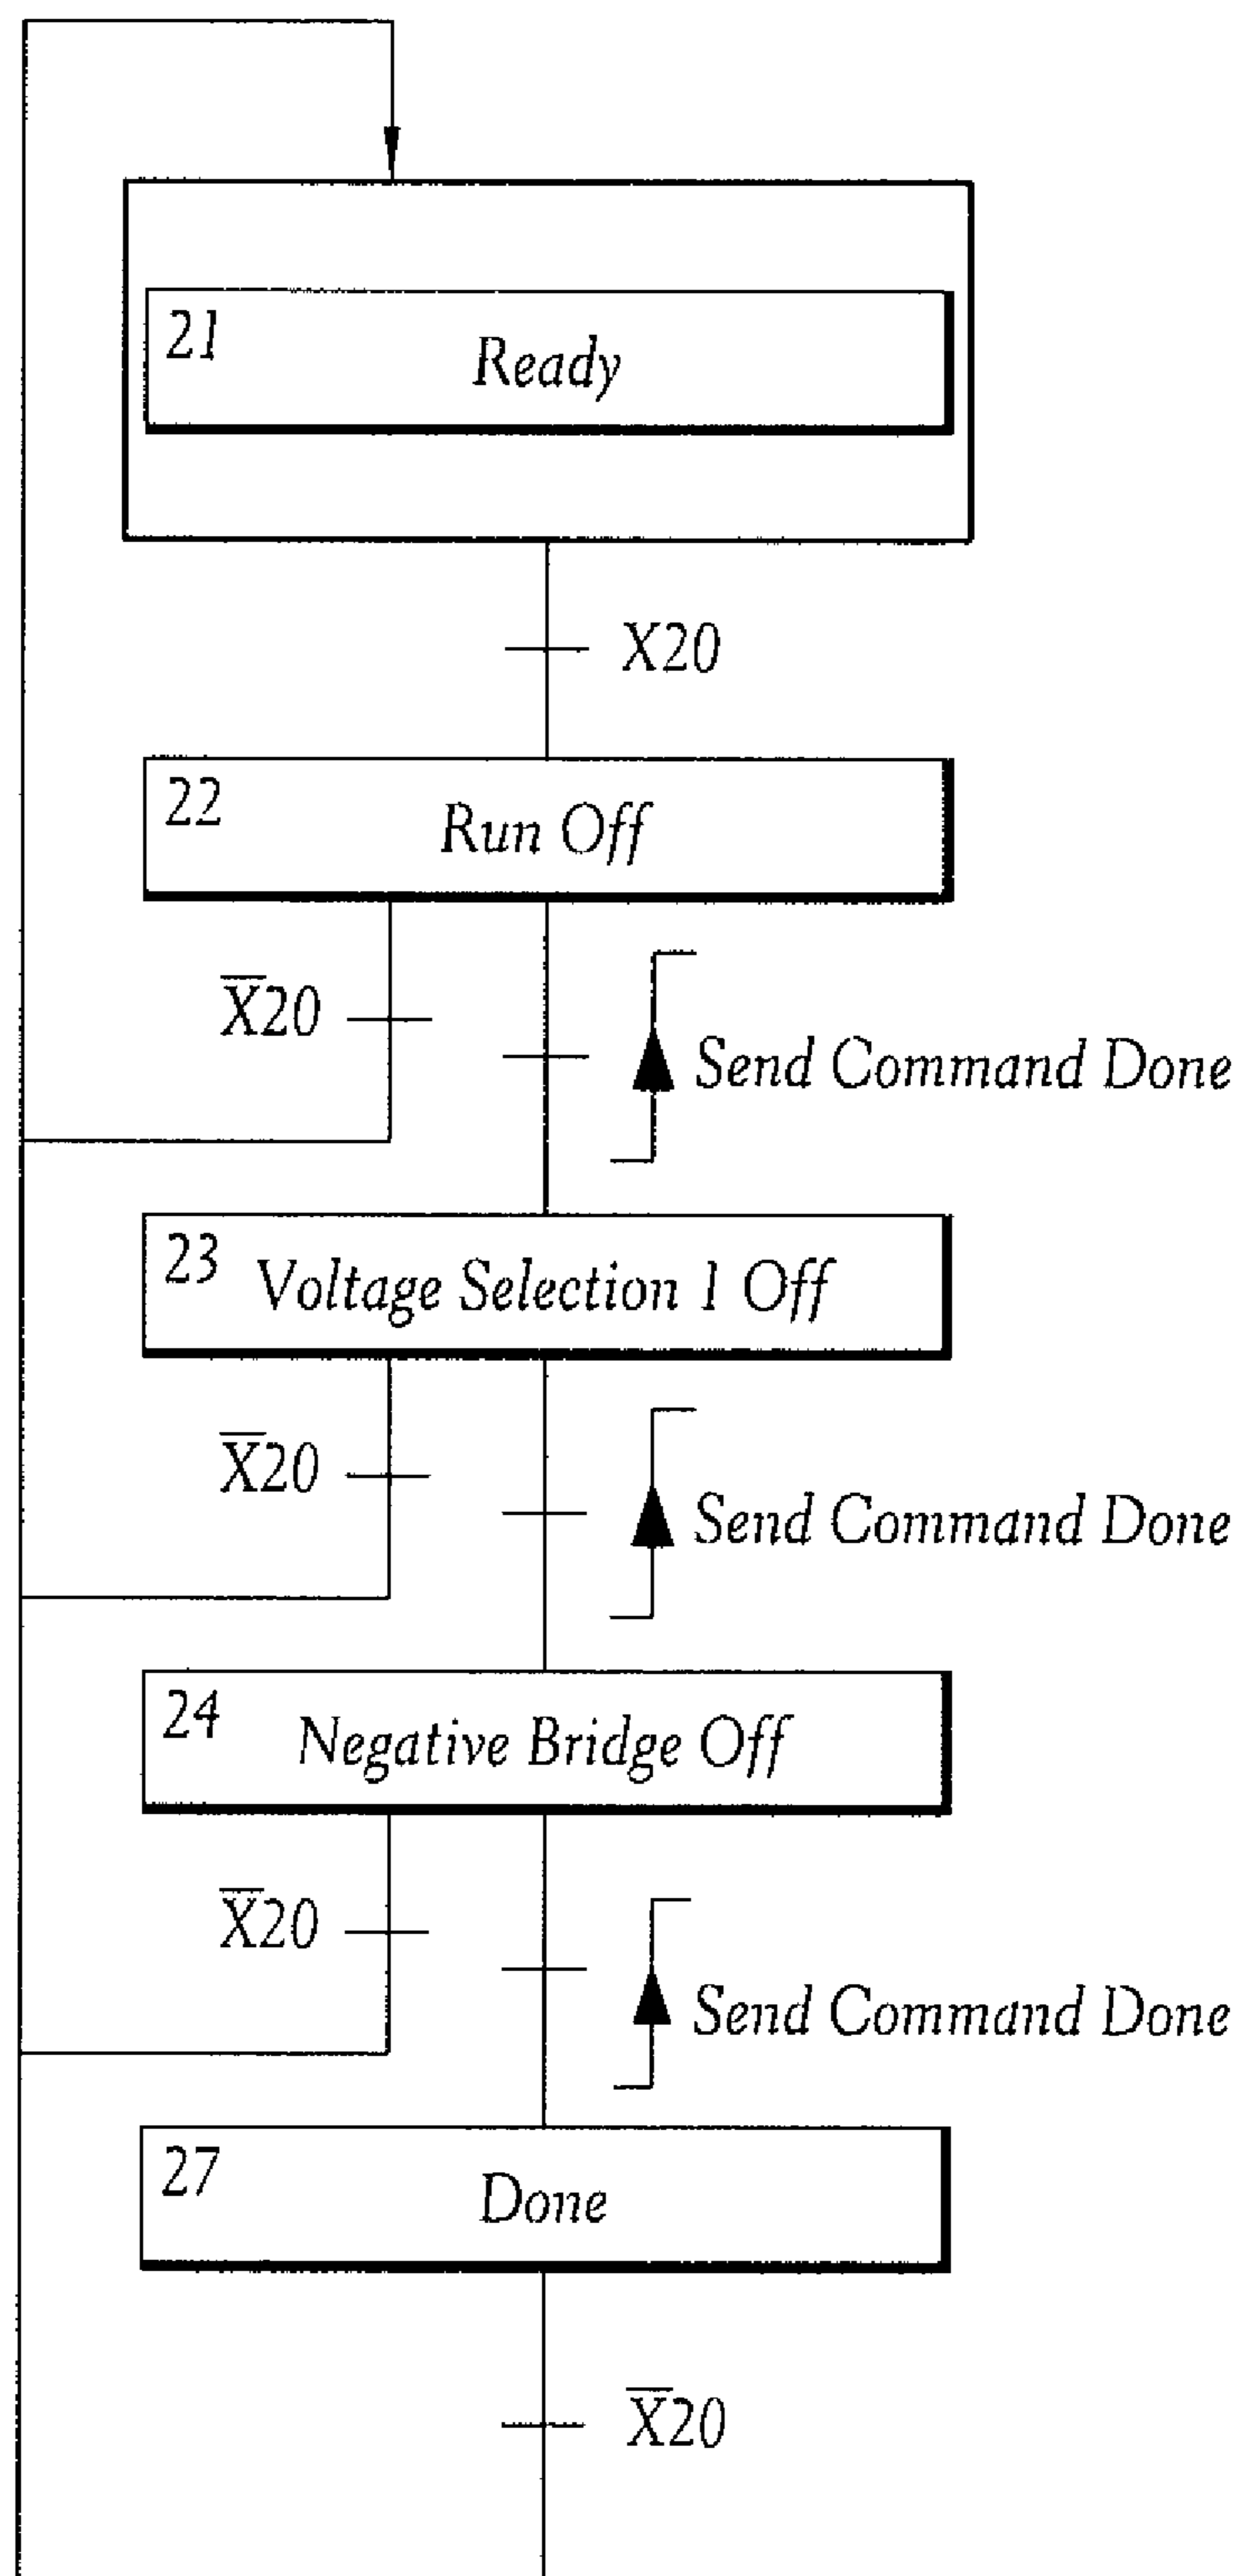 21
Ready
X20
22
Run Off
X̅20
Send Command Done
23
Voltage Selection 1 Off
X̅20
Send Command Done
24
Negative Bridge Off
X̅20
Send Command Done
27
Done
X̅20